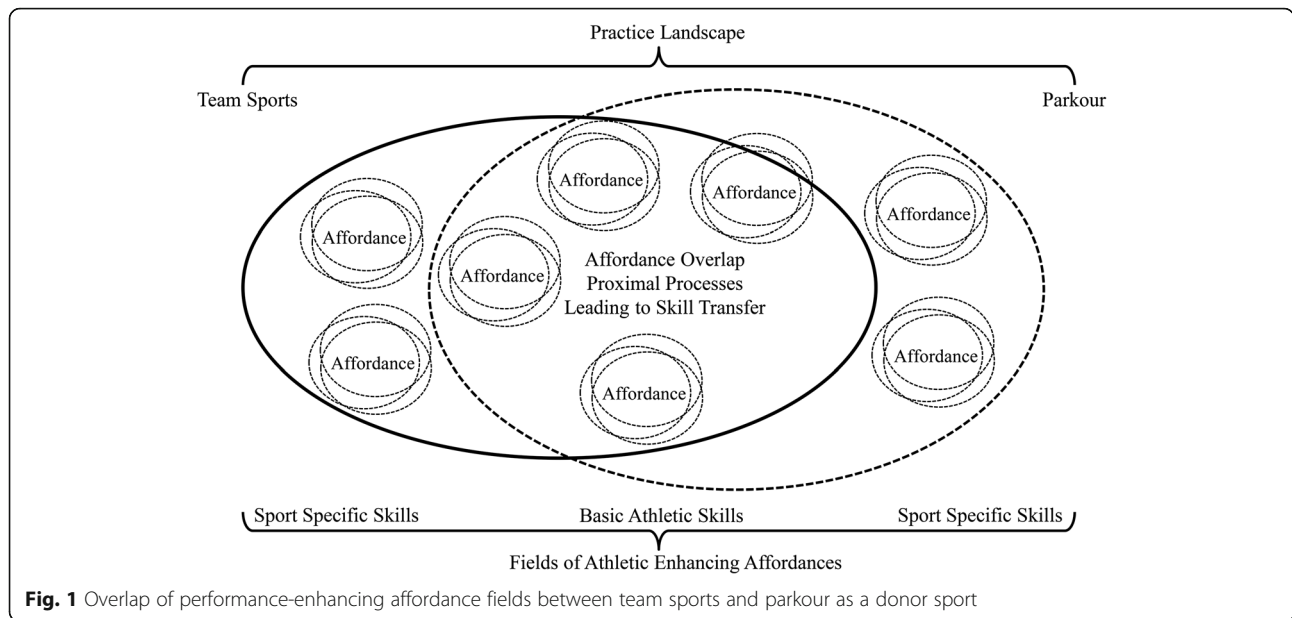 Practice Landscape
Team Sports
Parkour
Affordance
Affordance
Affordance
Affordance
Affordance
Affordance Overlap
Proximal Processes
Leading to Skill Transfer
Affordance
Affordance
Affordance
Affordance
Sport Specific Skills
Basic Athletic Skills
Sport Specific Skills
Fields of Athletic Enhancing Affordances
Fig. 1 Overlap of performance-enhancing affordance fields between team sports and parkour as a donor sport